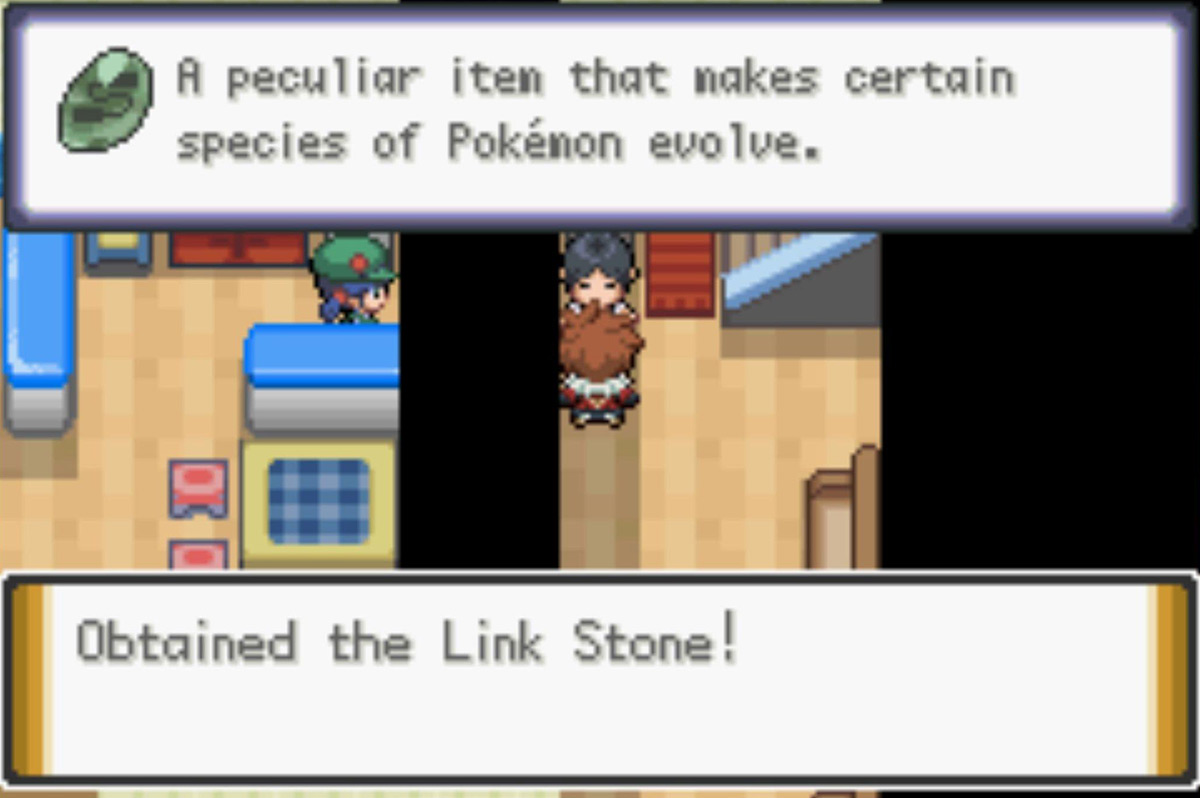 A peculiar item that makes certain
species of Pokémon evolve.
Obtained the Link Stone!